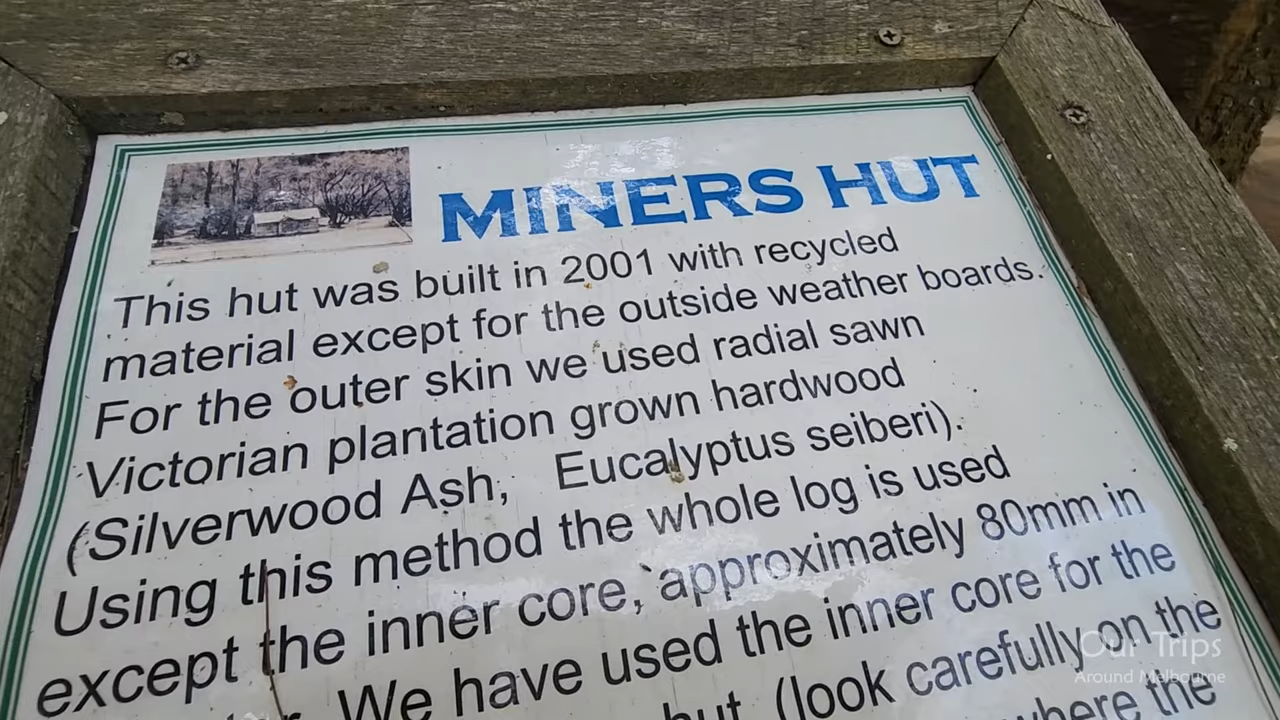 MINERS HUT
This hut was built in 2001 with recycled
material except for the outside weather boards.
For the outer skin we used radial sawn
Victorian plantation grown hardwood
(Silverwood Ash, Eucalyptus seiberi).
Using this method the whole log is used
except the inner core, approximately 80mm in
We have used the inner core for the
hut. (look carefully on the
where the
Our Trips
Around Melbourne